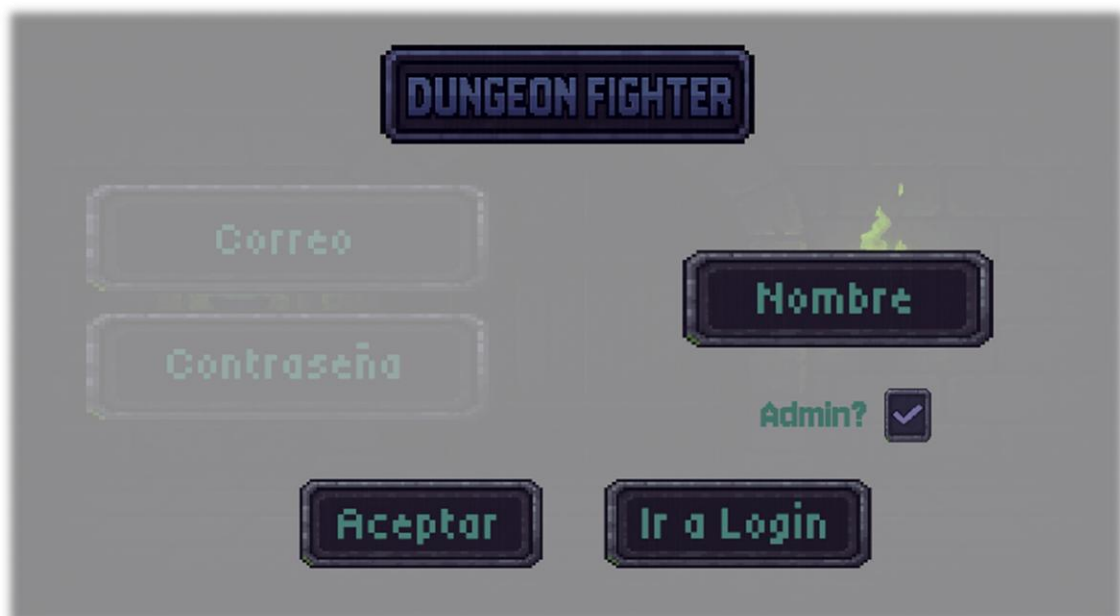 DUNGEON FIGHTER
Correo
Contraseña
Nombre
Admin?
Aceptar
Ir a Login